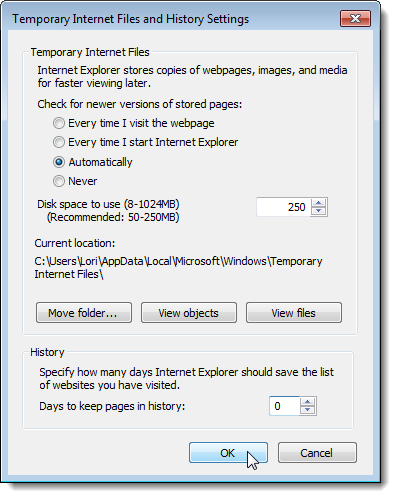 Temporary Internet Files and History Settings
Temporary Internet Files
Internet Explorer stores copies of webpages, images, and media
for faster viewing later.
Check for newer versions of stored pages:
Every time I visit the webpage
Every time I start Internet Explorer
Automatically
Never
Disk space to use (8-1024MB)
(Recommended: 50-250MB)
250
Current location:
C:\Users\Lori\AppData\Local\Microsoft\Windows\Temporary
Internet Files\
Move folder... View objects View files
History
Specify how many days Internet Explorer should save the list
of websites you have visited.
Days to keep pages in history: 0
OK Cancel